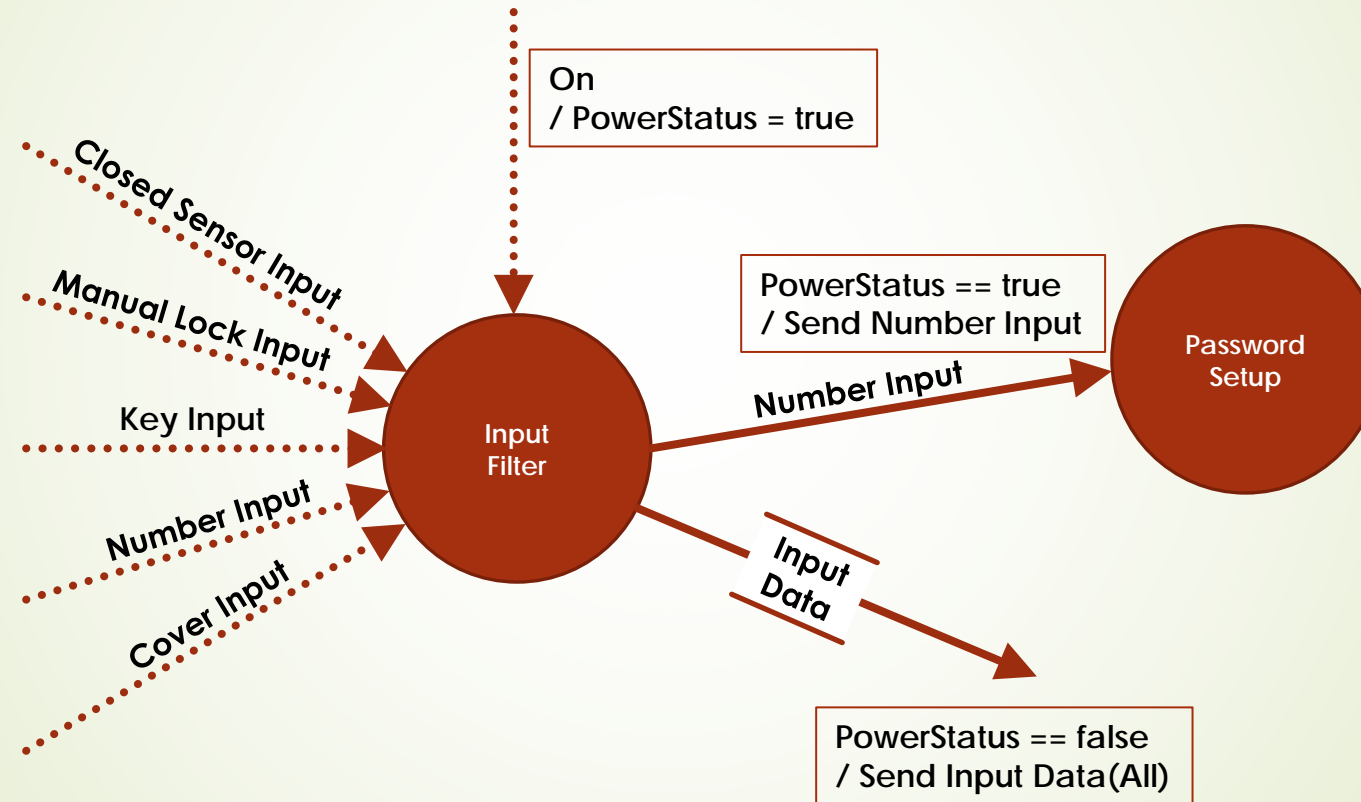 On
/ PowerStatus = true
Closed Sensor Input
Manual Lock Input
Key Input
Number Input
Cover Input
Input
Filter
PowerStatus == true
/ Send Number Input
Number Input
Password
Setup
Input
Data
PowerStatus == false
/ Send Input Data(All)